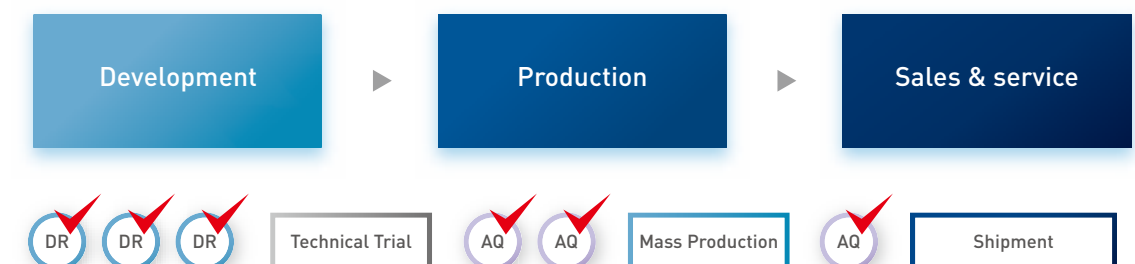 Development
Production
Sales & service
DR
DR
DR
Technical Trial
AQ
AQ
Mass Production
AQ
Shipment